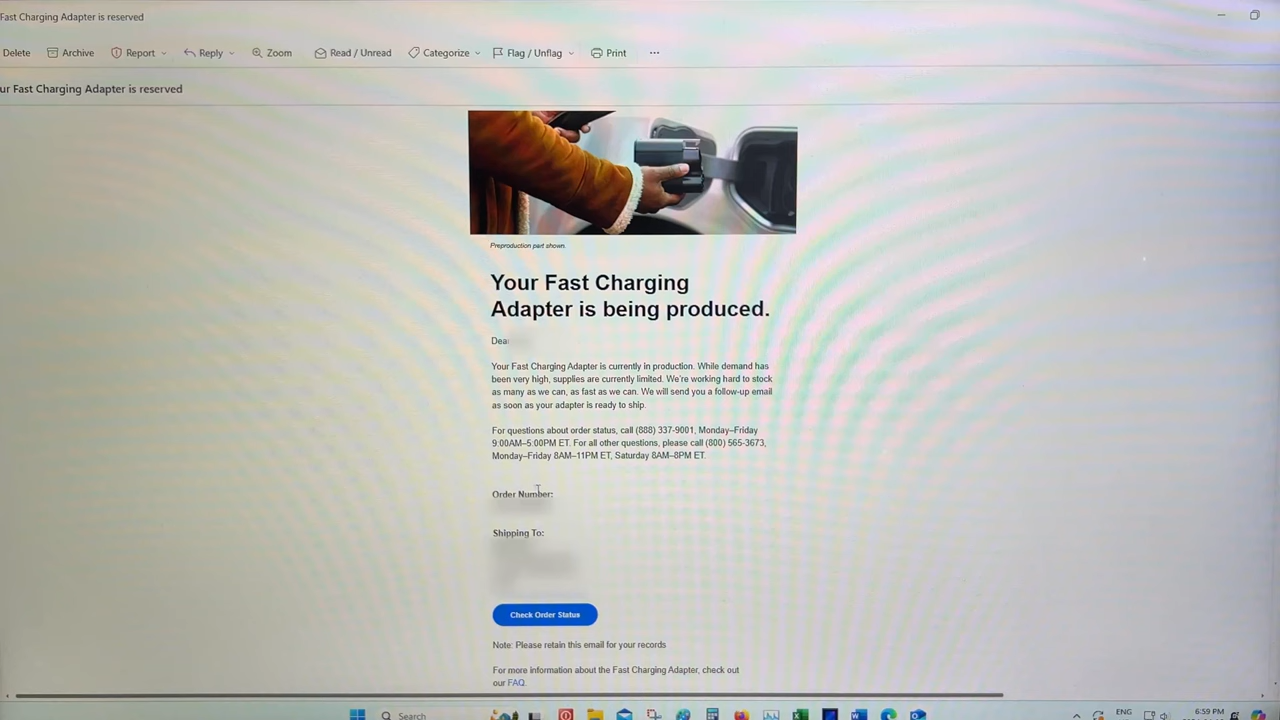 Fast Charging Adapter is reserved
Delete Archive Report Reply Zoom Read / Unread Categorize Flag / Unflag Print ...
ur Fast Charging Adapter is reserved
Preproduction part shown.
Your Fast Charging
Adapter is being produced.
Dea
Your Fast Charging Adapter is currently in production. While demand has
been very high, supplies are currently limited. We're working hard to stock
as many as we can, as fast as we can. We will send you a follow-up email
as soon as your adapter is ready to ship.
For questions about order status, call (888) 337-9001, Monday–Friday
9:00AM–5:00PM ET. For all other questions, please call (800) 565-3673,
Monday–Friday 8AM–11PM ET, Saturday 8AM–8PM ET.
Order Number:
Shipping To:
Check Order Status
Note: Please retain this email for your records
For more information about the Fast Charging Adapter, check out
our FAQ.
Search
ENG
6:59 PM